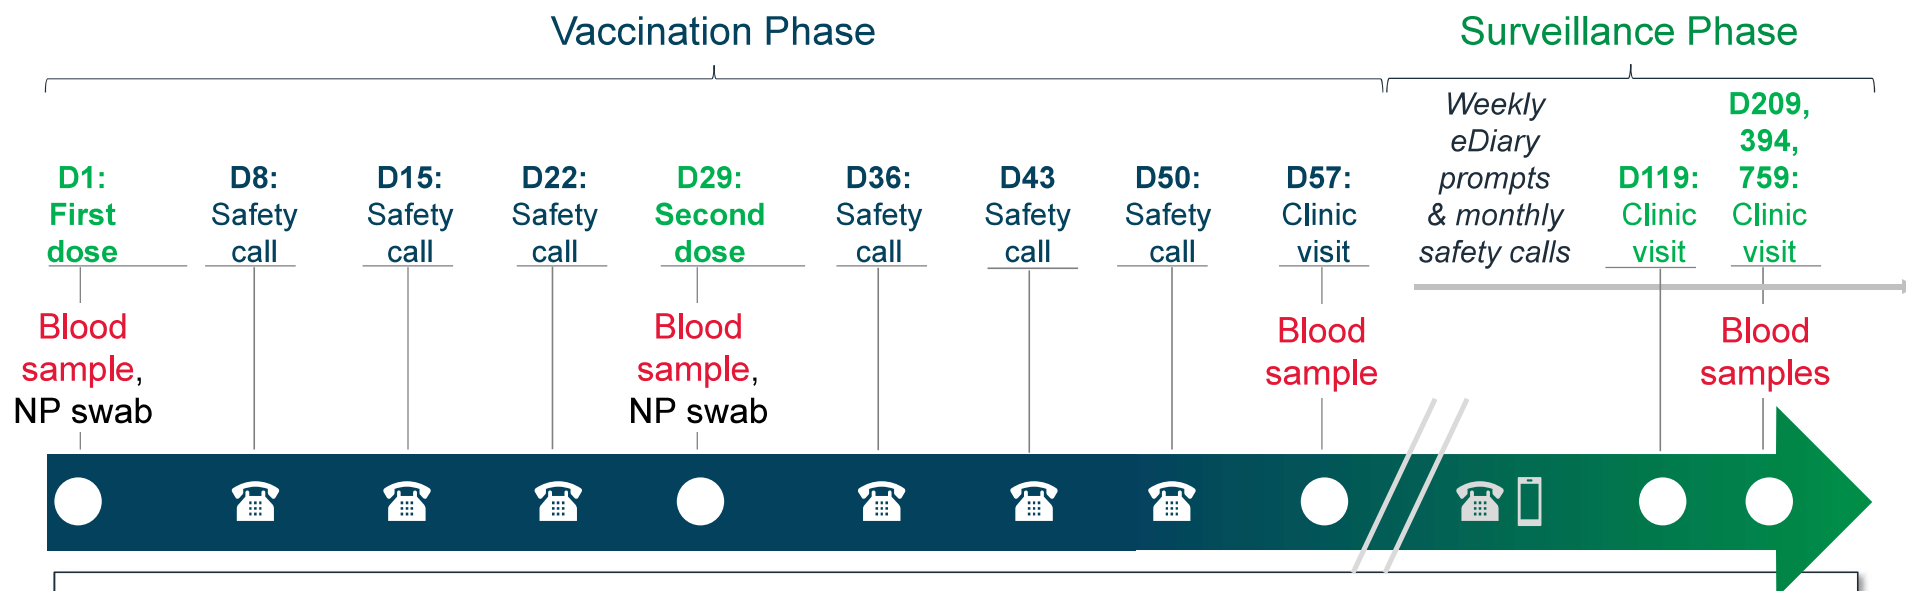 Vaccination Phase
Surveillance Phase
D1:
First
dose
D8:
Safety
call
D15:
Safety
call
D22:
Safety
call
D29:
Second
dose
D36:
Safety
call
D43
Safety
call
D50:
Safety
call
D57:
Clinic
visit
Weekly
eDiary
prompts
& monthly
safety calls
D119:
Clinic
visit
D209,
394,
759:
Clinic
visit
Blood
sample,
NP swab
Blood
sample,
NP swab
Blood
sample
Blood
samples